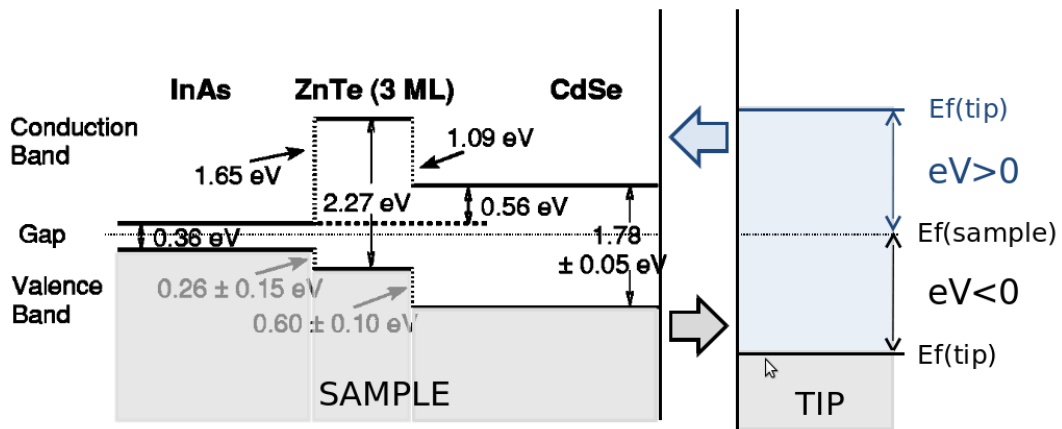 InAs ZnTe (3 ML) CdSe
Conduction
Band
1.65 eV
1.09 eV
2.27 eV
0.56 eV
Gap
0.36 eV
1.78
± 0.05 eV
0.26 ± 0.15 eV
Valence
Band
0.60 ± 0.10 eV
SAMPLE
Ef(tip)
eV>0
Ef(sample)
eV<0
Ef(tip)
TIP